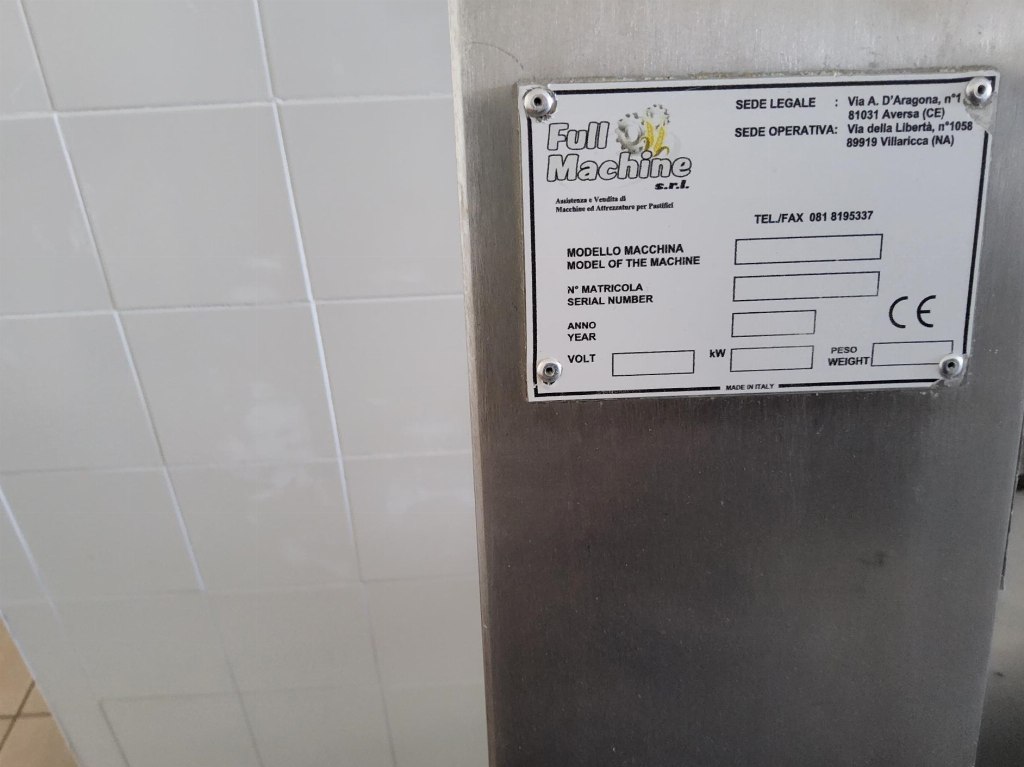 Full
Machine
s.r.l.
Assistenza e Vendita di
Macchine ed Attrezzature per Pastifici
SEDE LEGALE : Via A. D'Aragona, n°1
81031 Aversa (CE)
SEDE OPERATIVA: Via della Libertà, n°1058
89919 Villaricca (NA)
TEL./FAX 081 8195337
MODELLO MACCHINA
MODEL OF THE MACHINE
N° MATRICOLA
SERIAL NUMBER
ANNO
YEAR
CE
VOLT
kW
PESO
WEIGHT
MADE IN ITALY